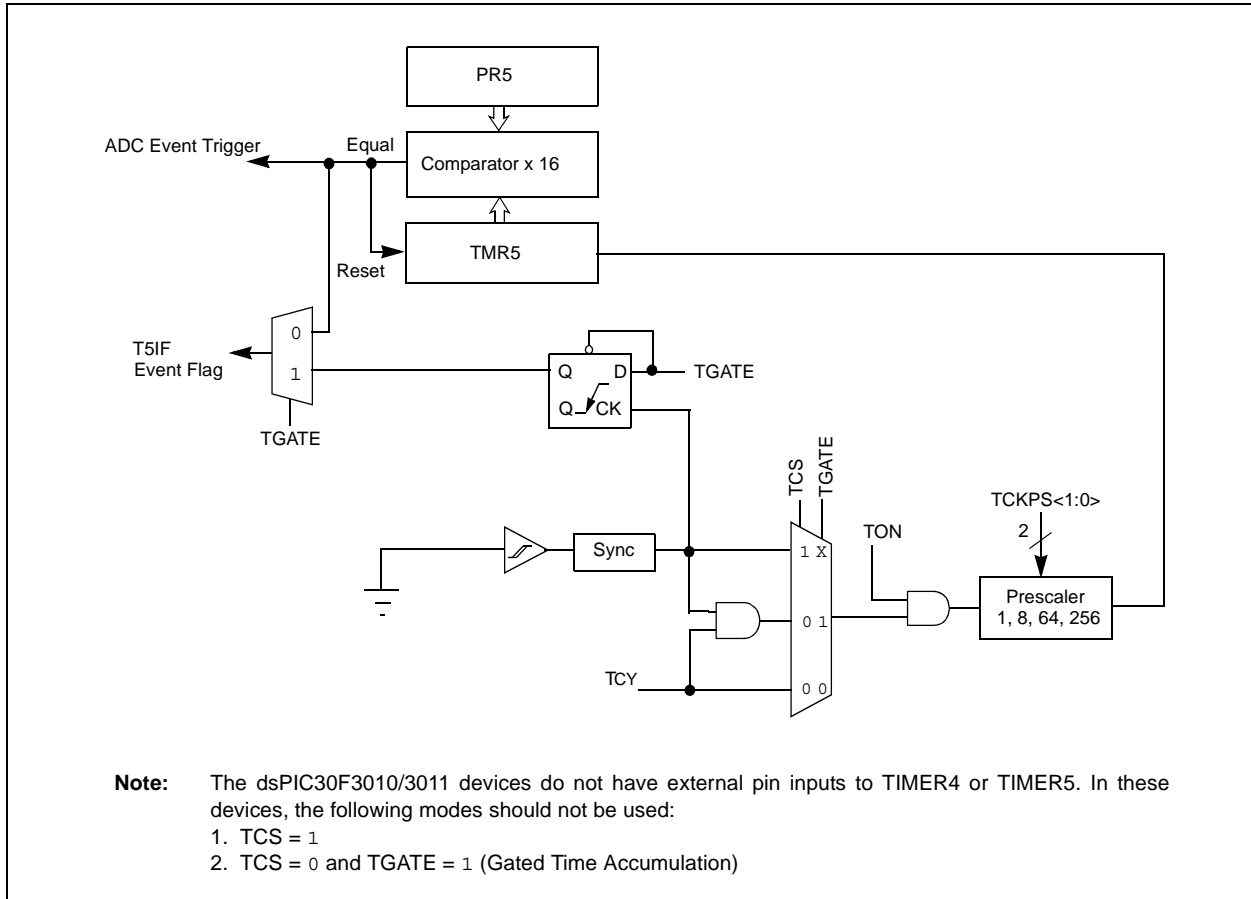 PR5
ADC Event Trigger
Equal
Comparator x 16
TMR5
Reset
0
T5IF
Event Flag
1
TGATE
Q
D
TGATE
Q
CK
TCS
TGATE
TCKPS<1:0>
2
TON
Sync
1 X
Prescaler
1, 8, 64, 256
0 1
TCY
0 0
Note: The dsPIC30F3010/3011 devices do not have external pin inputs to TIMER4 or TIMER5. In these
devices, the following modes should not be used:
1. TCS = 1
2. TCS = 0 and TGATE = 1 (Gated Time Accumulation)